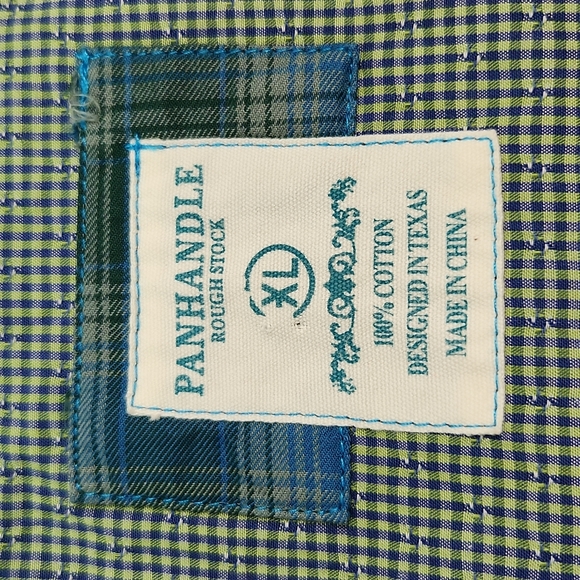 PANHANDLE
ROUGH STOCK
XL
100% COTTON
DESIGNED IN TEXAS
MADE IN CHINA